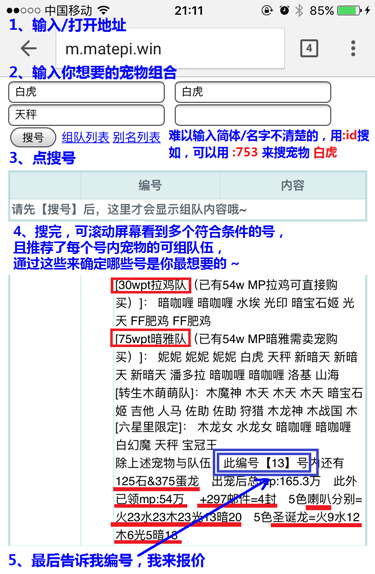 中国移动 21:11 85%
1、输入/打开地址
m.matepi.win 4
2、输入你想要的宠物组合
白虎 白虎
天秤
搜号 组队列表 别名列表 难以输入简体/名字不清楚的，用:id搜
如，可以用 :753 来搜宠物 白虎
3、点搜号
编号 内容
请先【搜号】后，这里才会显示组队内容哦~
4、搜完，可滚动屏幕看到多个符合条件的号，
且推荐了每个号内宠物的可组队伍，
通过这些来确定哪些号是你最想要的 ~
[30wpt拉鸡队](已有54w MP拉鸡可直接购
买)]： 暗咖喱 暗咖喱 水埃 光印 暗宝石姬 光
天 FF肥鸡 FF肥鸡
[75wpt暗雅队](已有54w MP暗雅需卖宠购
买)]： 妮妮 妮妮 妮妮 白虎 天秤 新暗天 新暗
天 新暗天 潘多拉 暗咖喱 暗咖喱 洛基 山海
[转生木萌萌队]： 木魔神 木天 木天 木天 暗宝石
姬 吉他 人马 佐助 佐助 狩猎 木龙神 木战国 木
[六星里限定]： 木龙女 水龙女 暗咖喱 暗咖喱
白幻魔 天秤 宝冠王
除上述宠物与队伍 此编号【13】号内还有
125石&375蛋龙 出宠后总mp:165.3万 此外
已领mp:54万 +297邮件=4封 5色喇叭分别=
火23水23木23光13暗20 5色圣诞龙=火9水12
木6光5暗18
5、最后告诉我编号，我来报价